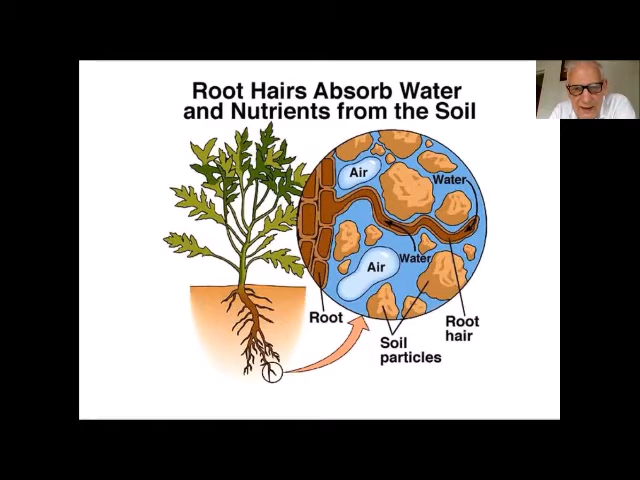 Root Hairs Absorb Water
and Nutrients from the Soil
Air
Water
Water
Air
Root
Root
hair
Soil
particles